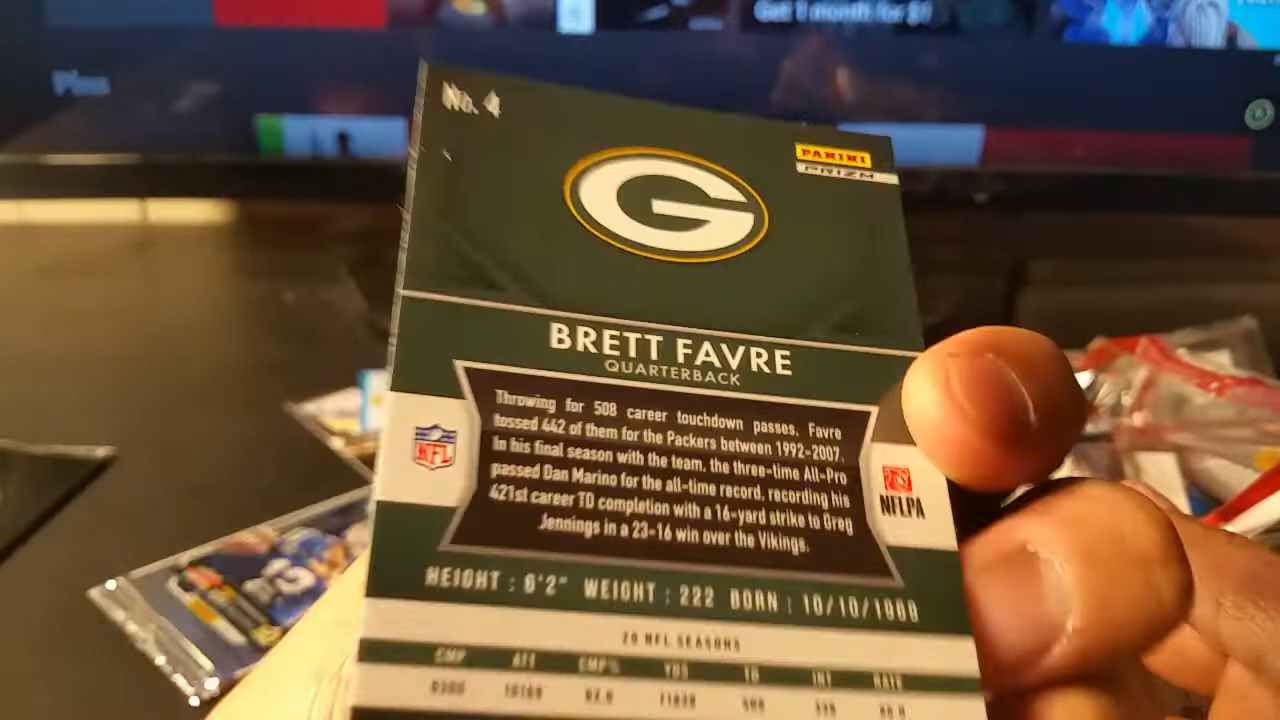 Get 1 month for $1
Pins
No. 4
PANINI
PRIZM
G
BRETT FAVRE
QUARTERBACK
Throwing for 508 career touchdown passes, Favre
tossed 442 of them for the Packers between 1992-2007.
In his final season with the team, the three-time All-Pro
passed Dan Marino for the all-time record, recording his
421st career TD completion with a 16-yard strike to Greg
Jennings in a 23-16 win over the Vikings.
NFL
NFLPA
HEIGHT : 6'2" WEIGHT : 222 BORN : 10/10/1969
20 NFL SEASONS
CMP ATT CMP% YDS TD INT RATE